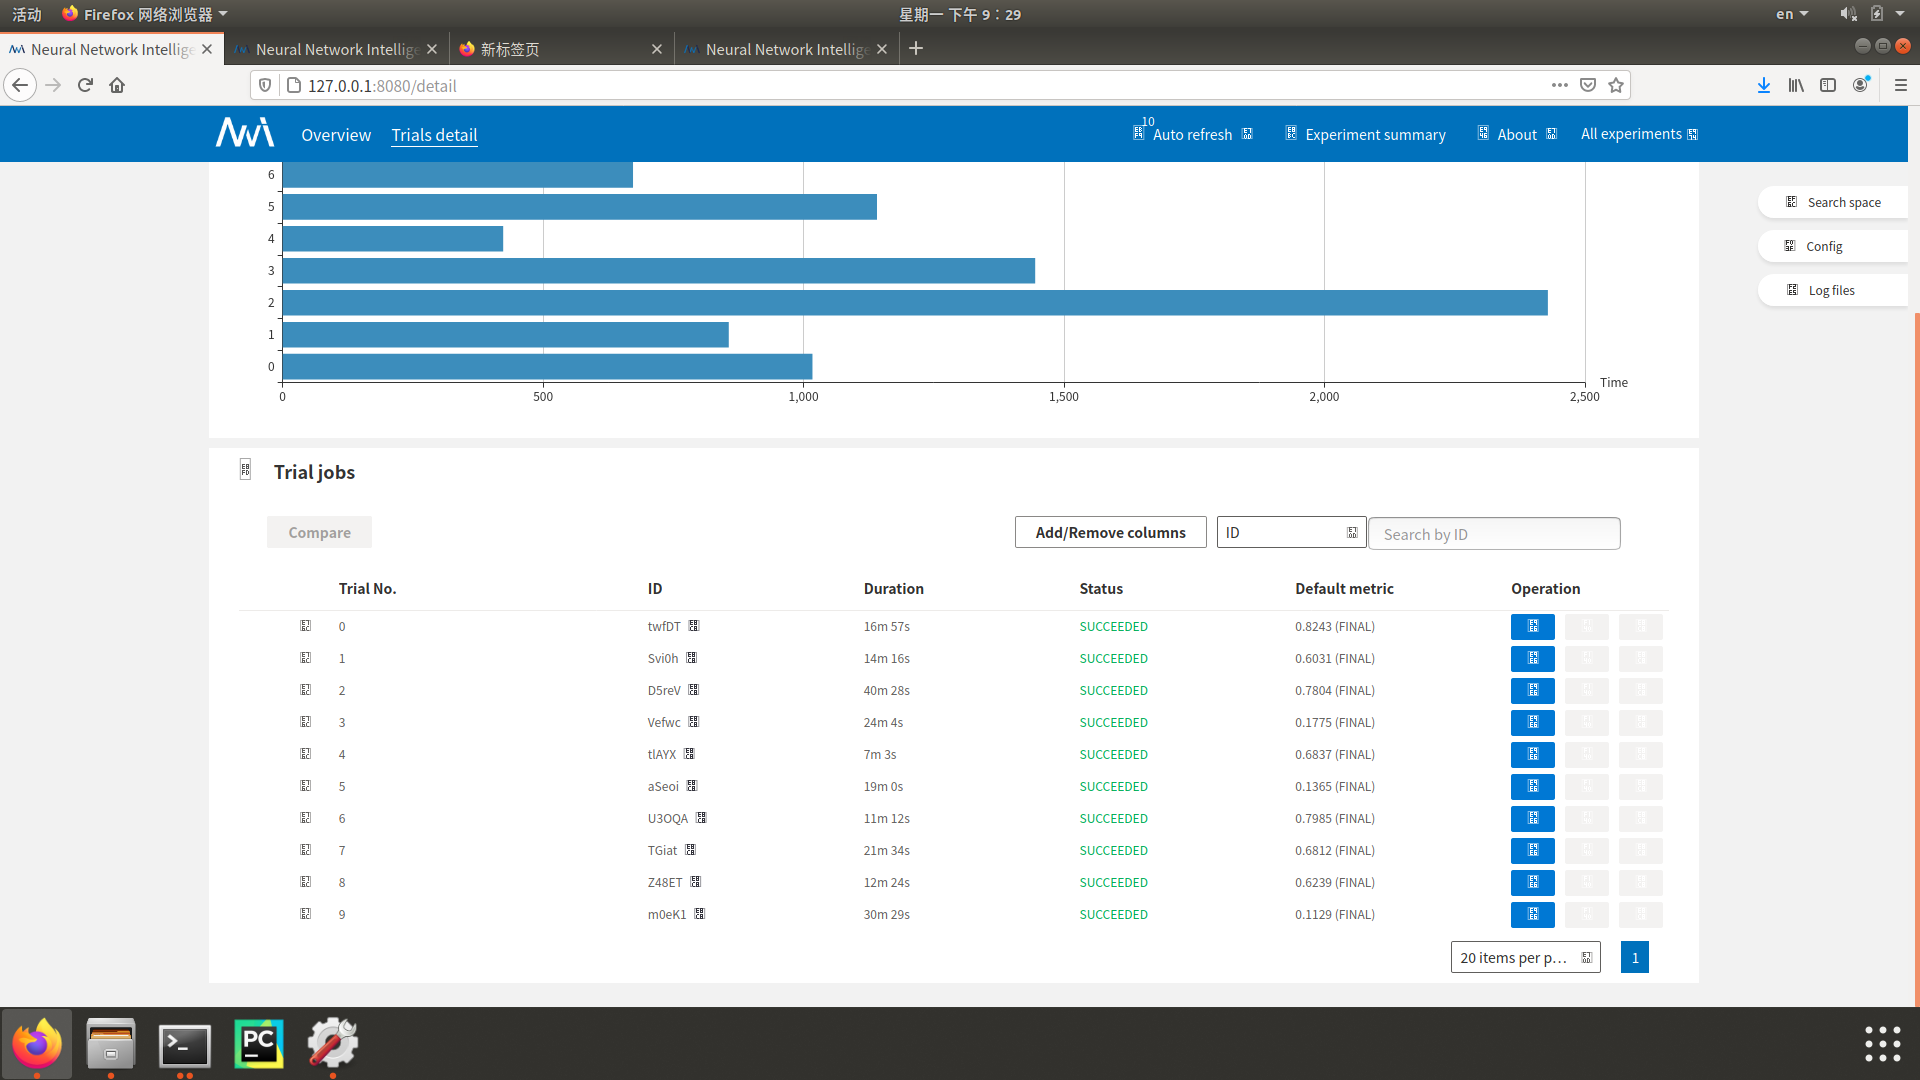 活动 Firefox 网络浏览器 星期一 下午 9：29 en
Neural Network Intellige Neural Network Intellige 新标签页 Neural Network Intellige
127.0.0.1:8080/detail
Overview Trials detail 10 Auto refresh Experiment summary About All experiments
6
5
4
3
2
1
0
0 500 1,000 1,500 2,000 2,500 Time
Search space
Config
Log files
Trial jobs
Compare Add/Remove columns ID Search by ID
Trial No. ID Duration Status Default metric Operation
0 twfDT 16m 57s SUCCEEDED 0.8243 (FINAL)
1 Svi0h 14m 16s SUCCEEDED 0.6031 (FINAL)
2 D5reV 40m 28s SUCCEEDED 0.7804 (FINAL)
3 Vefwc 24m 4s SUCCEEDED 0.1775 (FINAL)
4 tlAYX 7m 3s SUCCEEDED 0.6837 (FINAL)
5 aSeoi 19m 0s SUCCEEDED 0.1365 (FINAL)
6 U3OQA 11m 12s SUCCEEDED 0.7985 (FINAL)
7 TGiat 21m 34s SUCCEEDED 0.6812 (FINAL)
8 Z48ET 12m 24s SUCCEEDED 0.6239 (FINAL)
9 m0eK1 30m 29s SUCCEEDED 0.1129 (FINAL)
20 items per p... 1
PC